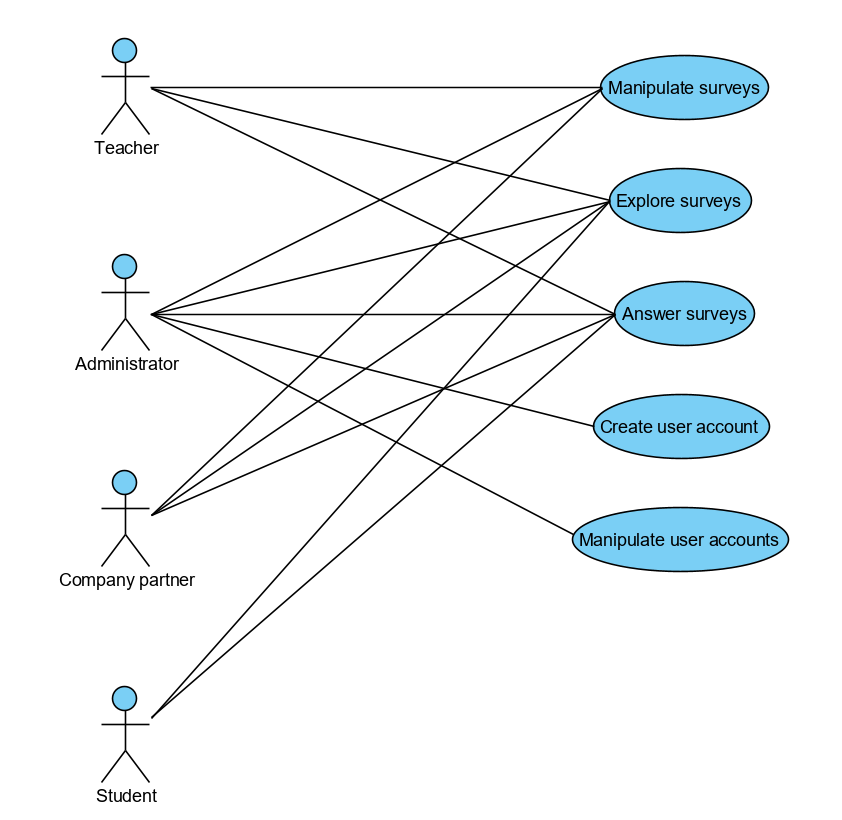 Teacher
Manipulate surveys
Explore surveys
Administrator
Answer surveys
Create user account
Company partner
Manipulate user accounts
Student